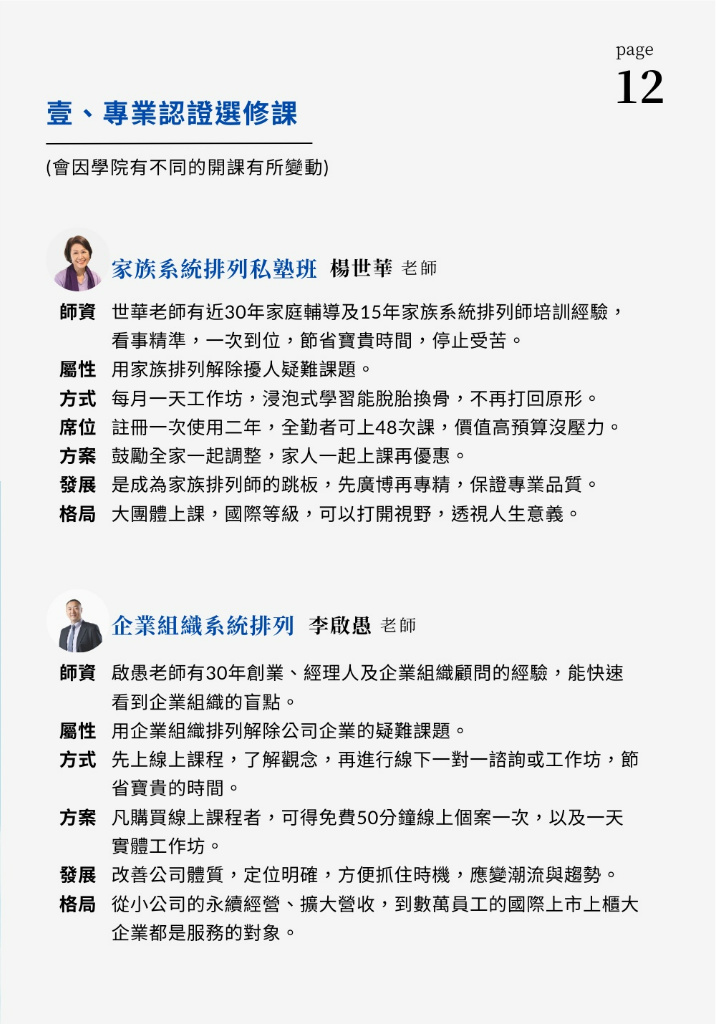 page
12
壹、專業認證選修課
(會因學院有不同的開課有所變動)
家族系統排列私塾班 楊世華 老師
師資 世華老師有近30年家庭輔導及15年家族系統排列師培訓經驗，
看事精準，一次到位，節省寶貴時間，停止受苦。
屬性 用家族排列解除擾人疑難課題。
方式 每月一天工作坊，浸泡式學習能脫胎換骨，不再打回原形。
席位 註冊一次使用二年，全勤者可上48次課，價值高預算沒壓力。
方案 鼓勵全家一起調整，家人一起上課再優惠。
發展 是成為家族排列師的跳板，先廣博再專精，保證專業品質。
格局 大團體上課，國際等級，可以打開視野，透視人生意義。
企業組織系統排列 李啟愚 老師
師資 啟愚老師有30年創業、經理人及企業組織顧問的經驗，能快速
看到企業組織的盲點。
屬性 用企業組織排列解除公司企業的疑難課題。
方式 先上線上課程，了解觀念，再進行線下一對一諮詢或工作坊，節
省寶貴的時間。
方案 凡購買線上課程者，可得免費50分鐘線上個案一次，以及一天
實體工作坊。
發展 改善公司體質，定位明確，方便抓住時機，應變潮流與趨勢。
格局 從小公司的永續經營、擴大營收，到數萬員工的國際上市上櫃大
企業都是服務的對象。